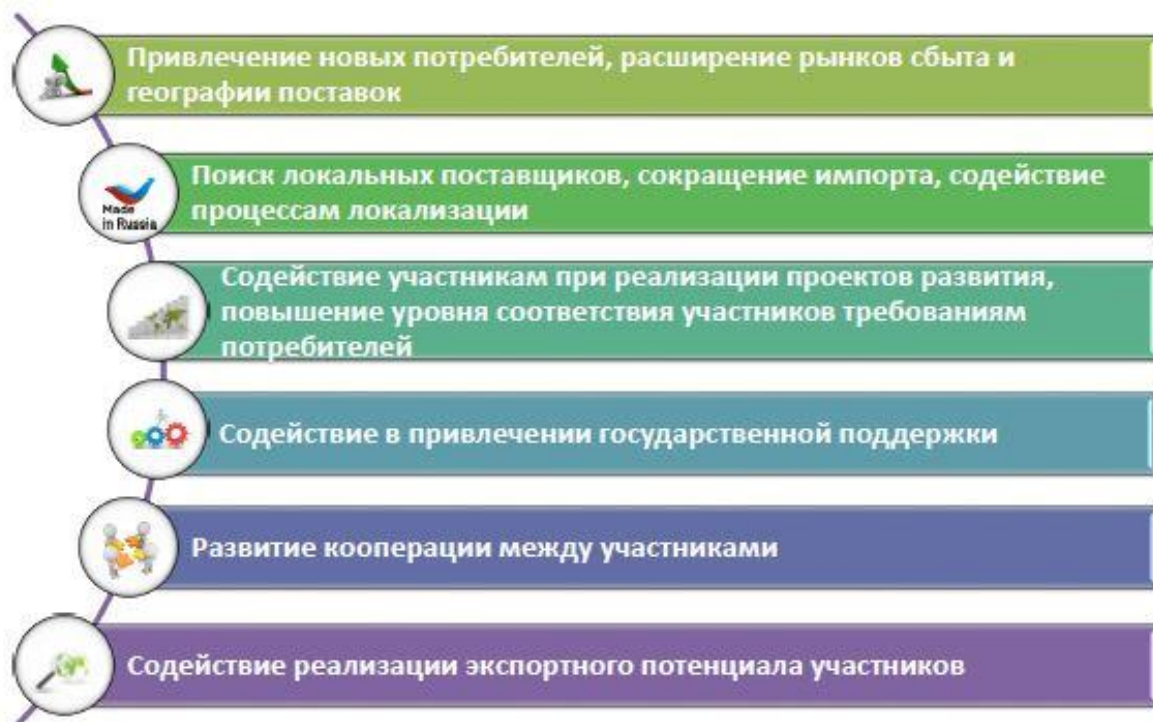 Привлечение новых потребителей, расширение рынков сбыта и
географии поставок
Поиск локальных поставщиков, сокращение импорта, содействие
процессам локализации
Made
in Russia
Содействие участникам при реализации проектов развития,
повышение уровня соответствия участников требованиям
потребителей
Содействие в привлечении государственной поддержки
Развитие кооперации между участниками
Содействие реализации экспортного потенциала участников